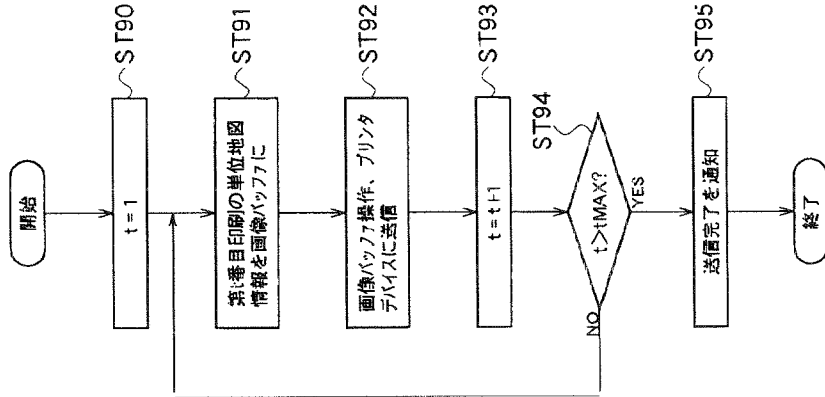 開始
t = 1
ST90
第t番目印刷の単位地図
情報を画像バッファに
ST91
画像バッファ操作、プリンタ
デバイスに送信
ST92
t = t+1
ST93
t>tMAX?
ST94
NO
YES
送信完了を通知
ST95
終了